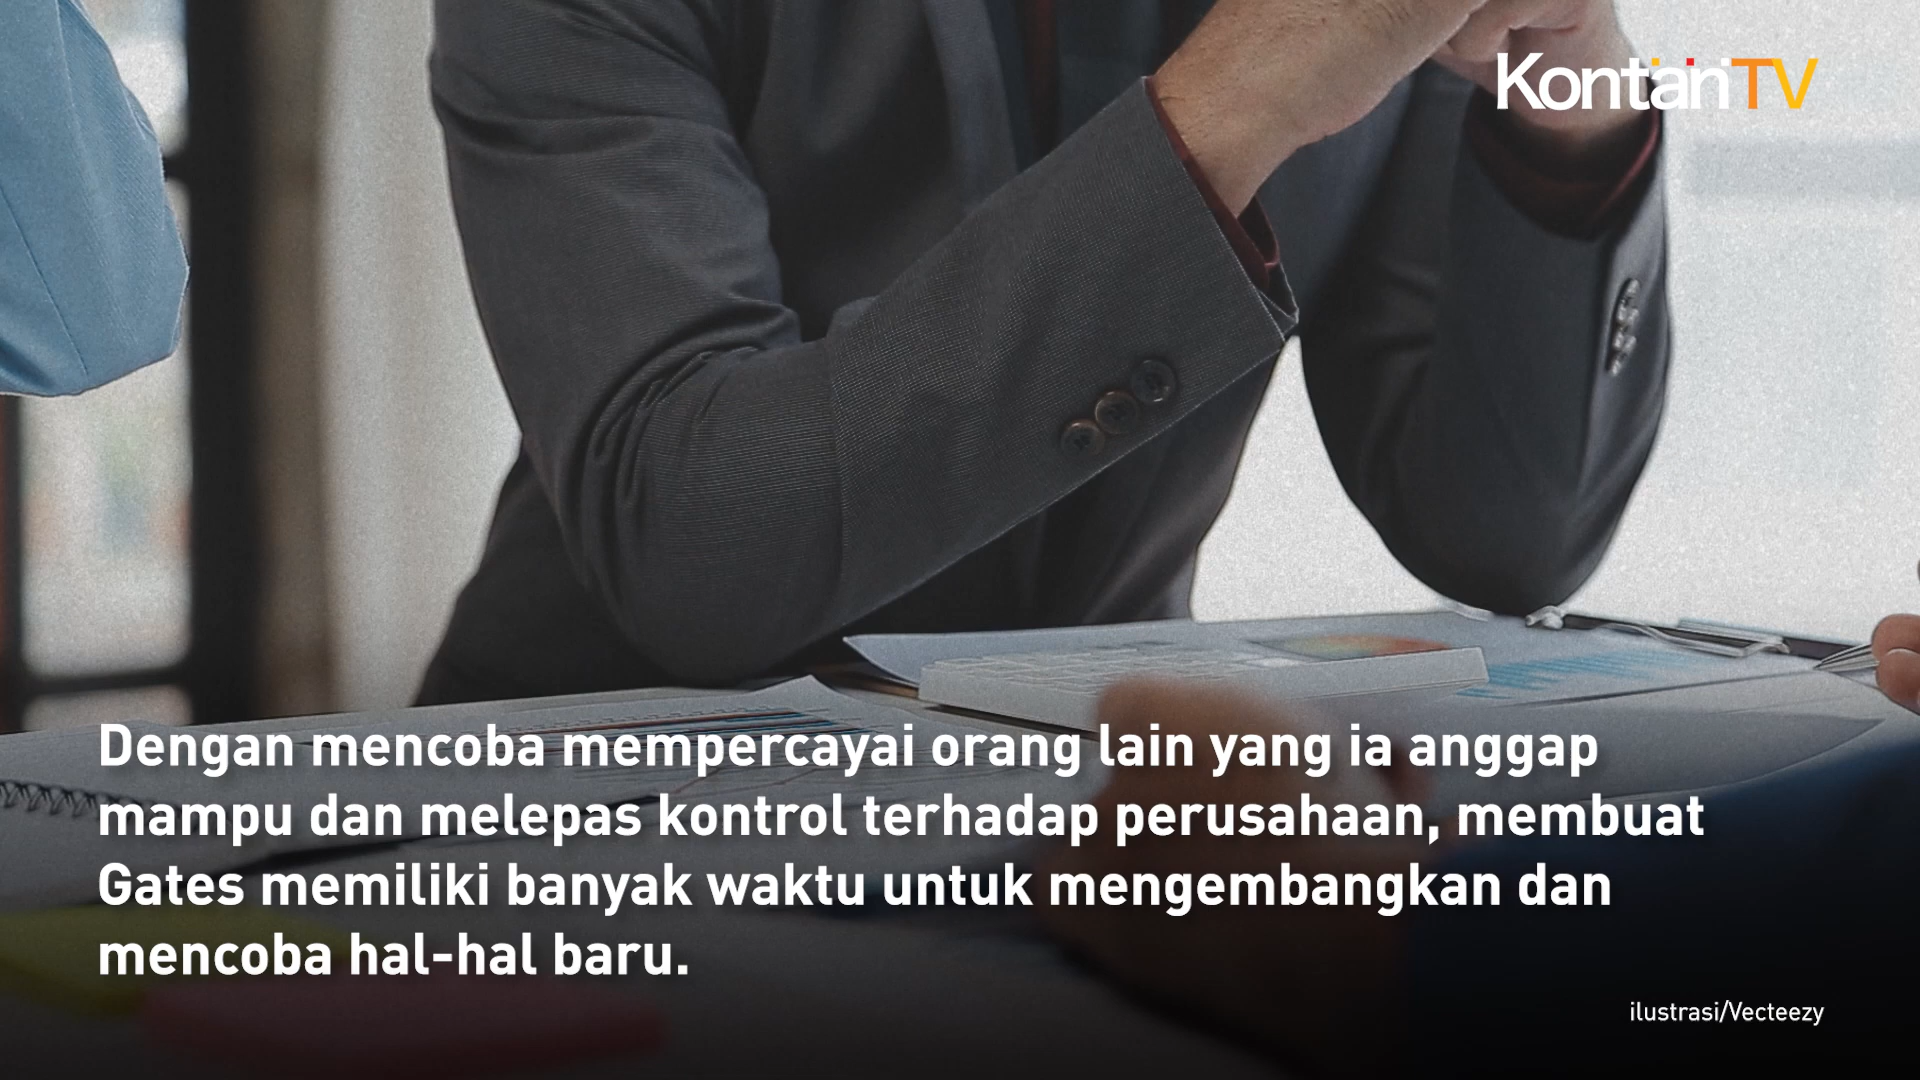 KontanTV
Dengan mencoba mempercayai orang lain yang ia anggap
mampu dan melepas kontrol terhadap perusahaan, membuat
Gates memiliki banyak waktu untuk mengembangkan dan
mencoba hal-hal baru.
ilustrasi/Vecteezy